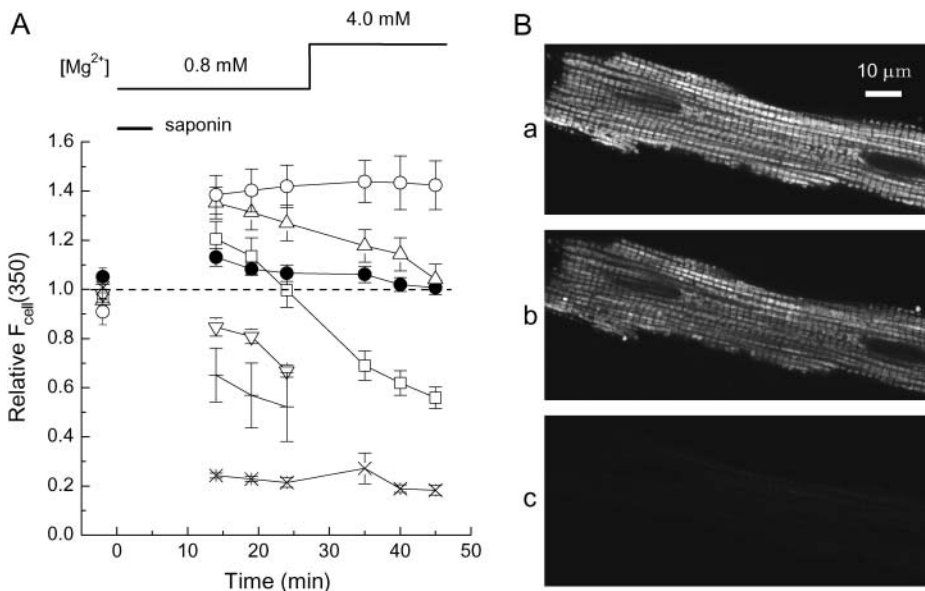 A
B
4.0 mM
[Mg2+]
0.8 mM
saponin
10 μm
a
b
c
Relative Fcell(350)
1.6
1.4
1.2
1.0
0.8
0.6
0.4
0.2
0.0
0
10
20
30
40
50
Time (min)